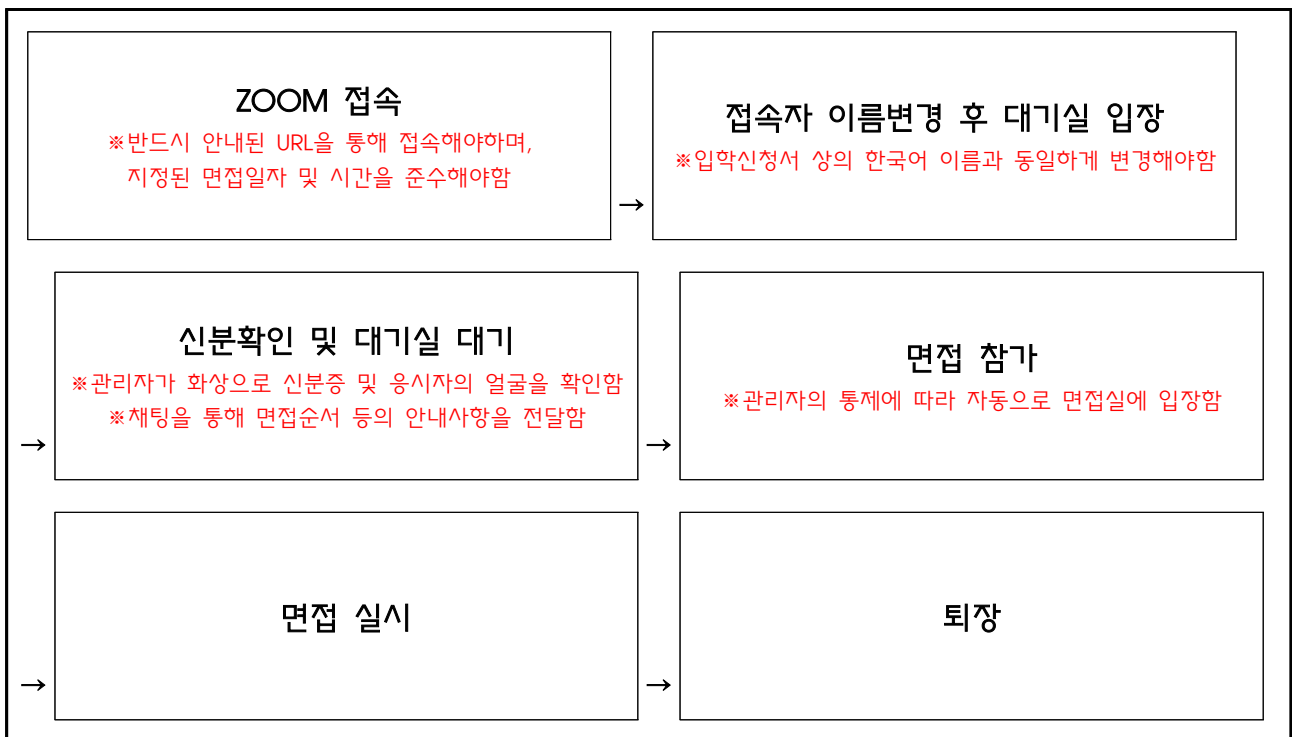 ZOOM 접속
※반드시 안내된 URL을 통해 접속해야하며,
지정된 면접일자 및 시간을 준수해야함
→
접속자 이름변경 후 대기실 입장
※입학신청서 상의 한국어 이름과 동일하게 변경해야함
→
신분확인 및 대기실 대기
※관리자가 화상으로 신분증 및 응시자의 얼굴을 확인함
※채팅을 통해 면접순서 등의 안내사항을 전달함
→
면접 참가
※관리자의 통제에 따라 자동으로 면접실에 입장함
→
면접 실시
→
퇴장